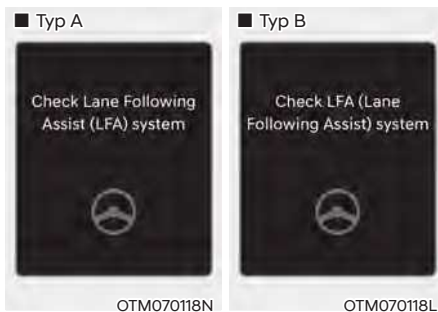 ■ Typ A
Check Lane Following
Assist (LFA) system
OTM070118N
■ Typ B
Check LFA (Lane
Following Assist) system
OTM070118L